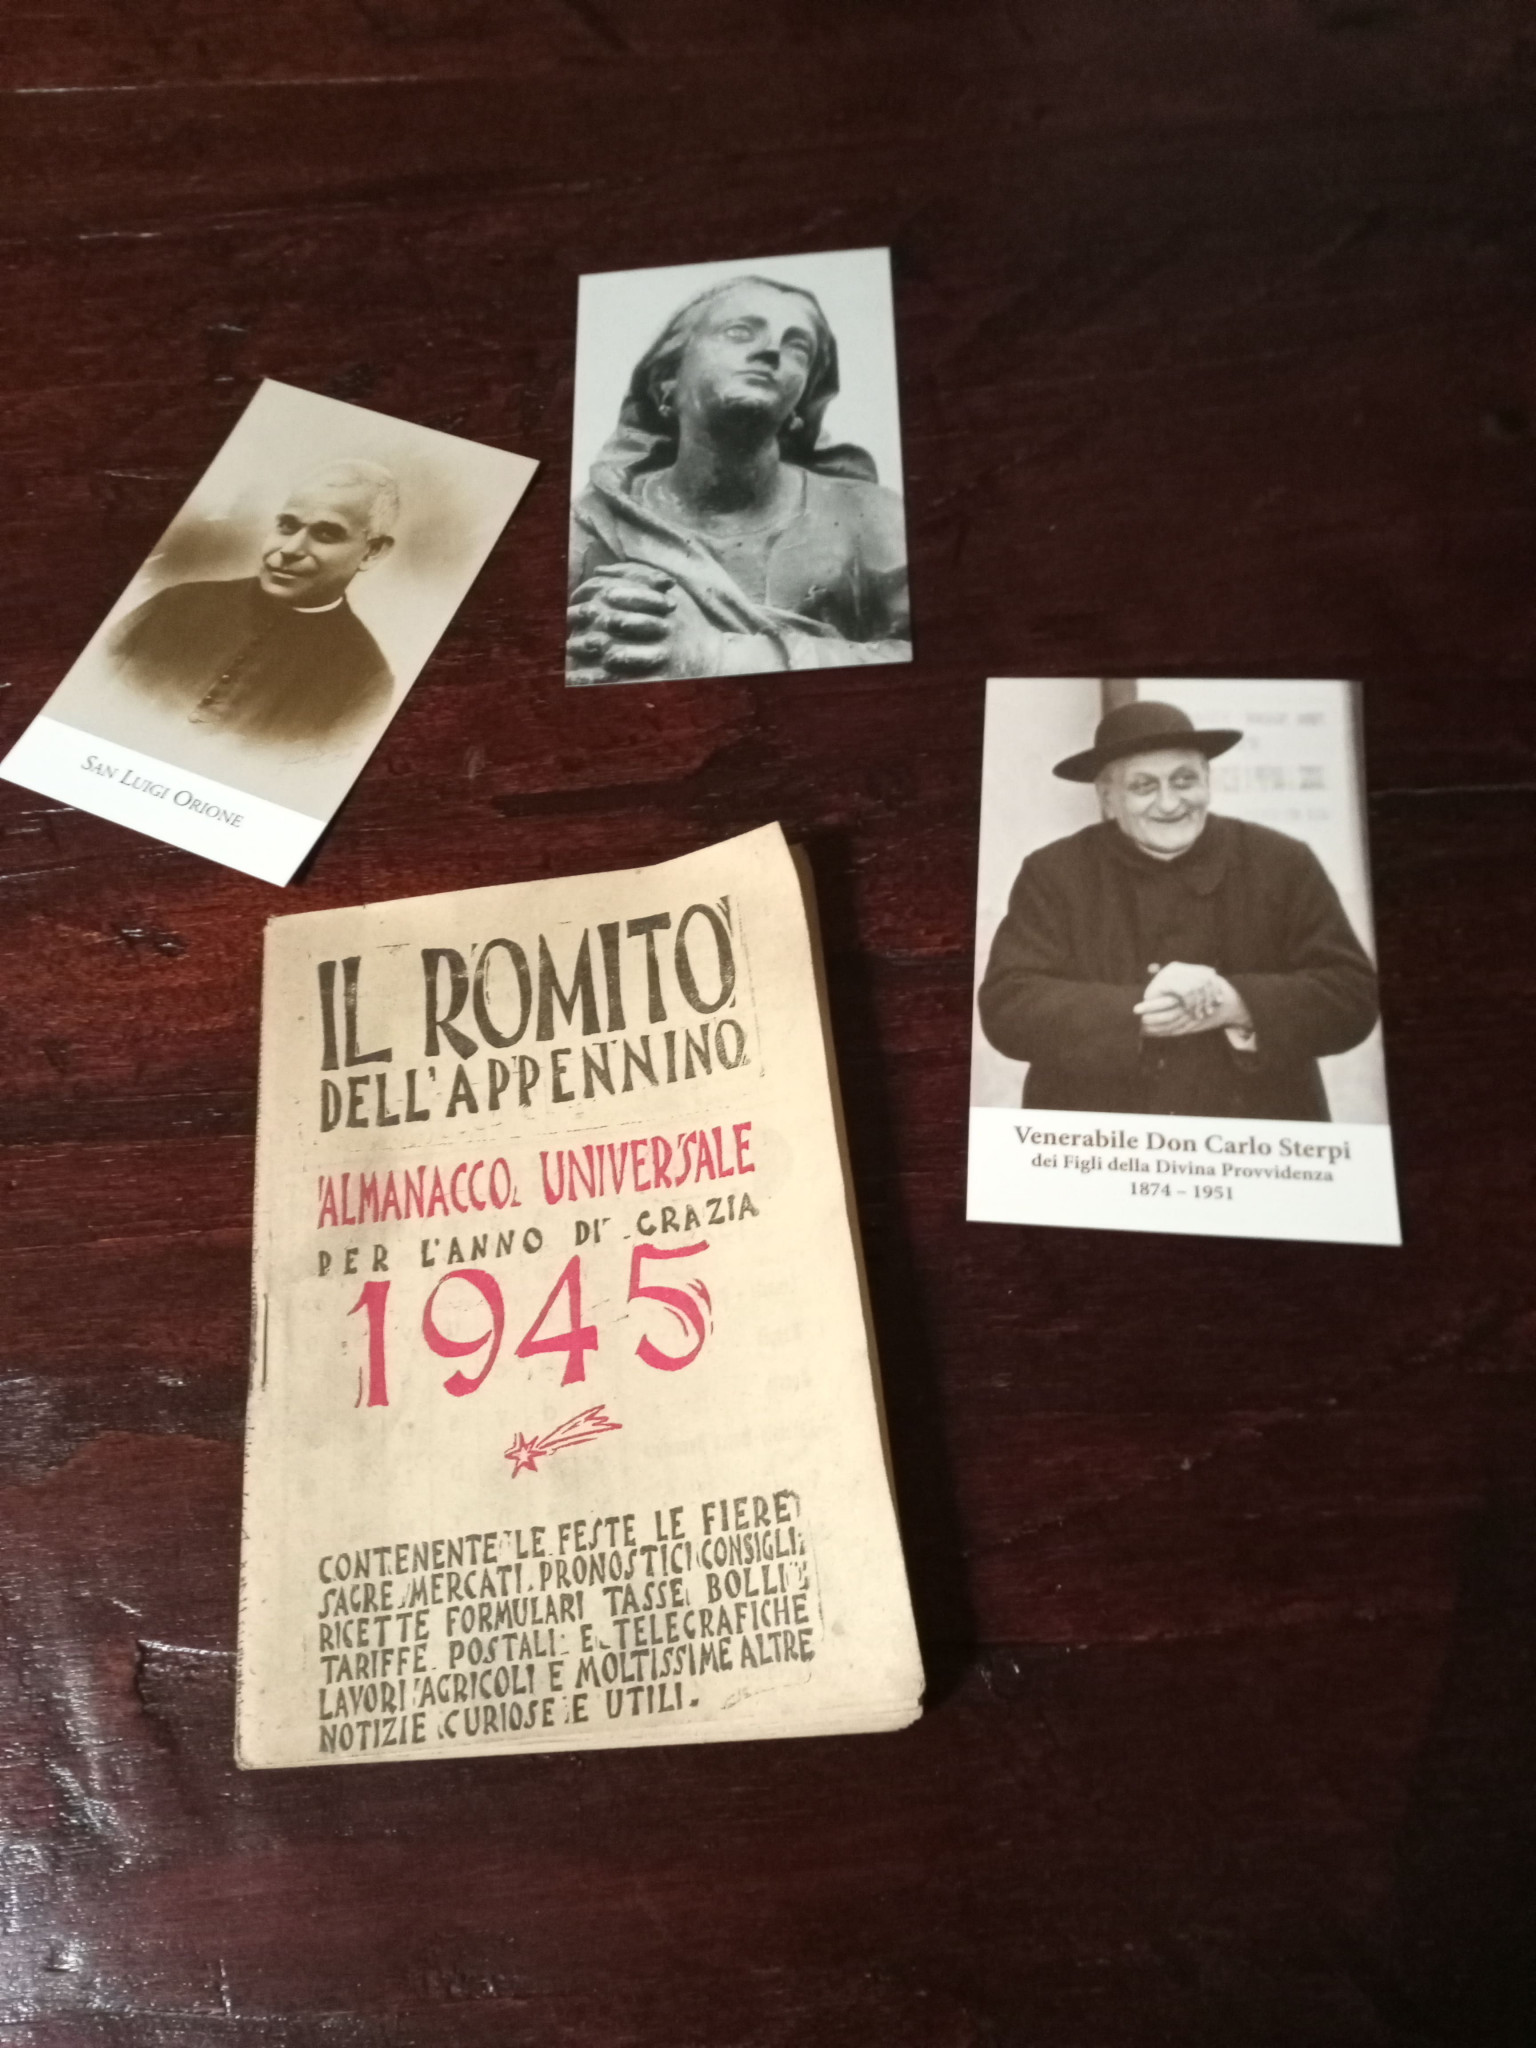 SAN LUIGI ORIONE
Venerabile Don Carlo Sterpi
dei Figli della Divina Provvidenza
1874 – 1951
IL ROMITO
DELL'APPENNINO
ALMANACCO UNIVERSALE
PER L'ANNO DI GRAZIA
1945
CONTENENTE LE FESTE LE FIERE
SAGRE MERCATI PRONOSTICI CONSIGLI
RICETTE FORMULARI TASSE BOLLI
TARIFFE POSTALI E TELEGRAFICHE
LAVORI AGRICOLI E MOLTISSIME ALTRE
NOTIZIE CURIOSE E UTILI.